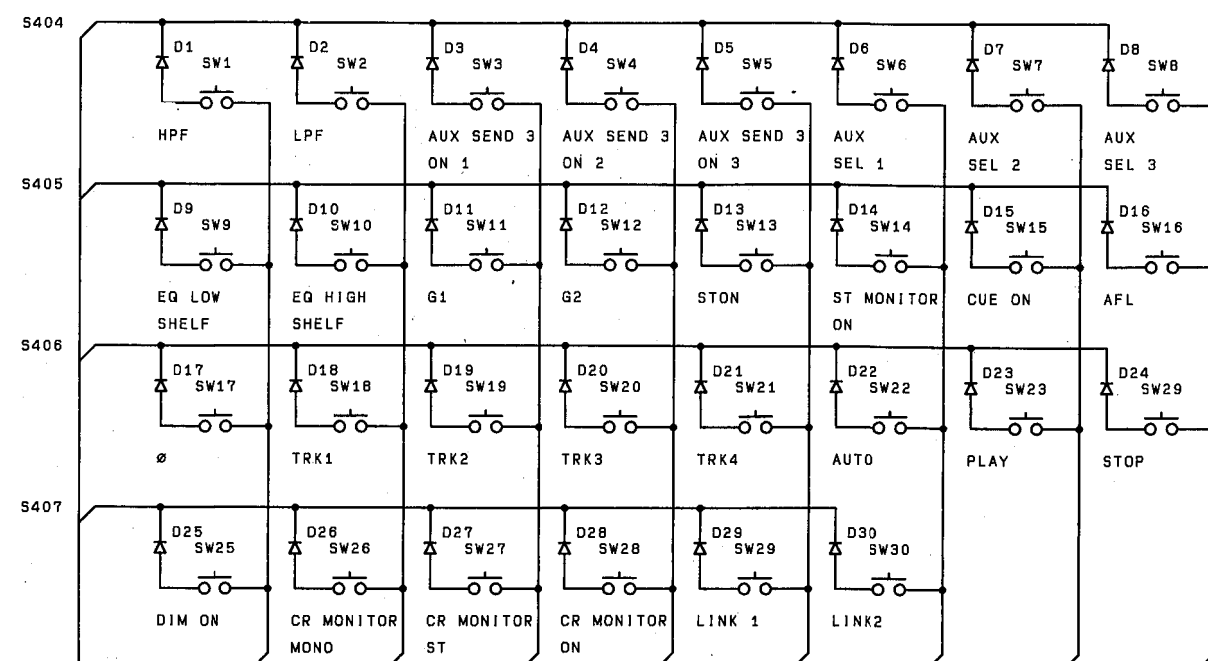 S404
D1 D2 D3 D4 D5 D6 D7 D8
SW1 SW2 SW3 SW4 SW5 SW6 SW7 SW8
HPF LPF AUX SEND 3 AUX SEND 3 AUX SEND 3 AUX AUX AUX
ON 1 ON 2 ON 3 SEL 1 SEL 2 SEL 3
S405
D9 D10 D11 D12 D13 D14 D15 D16
SW9 SW10 SW11 SW12 SW13 SW14 SW15 SW16
EQ LOW EQ HIGH G1 G2 STON ST MONITOR CUE ON AFL
SHELF SHELF ON
S406
D17 D18 D19 D20 D21 D22 D23 D24
SW17 SW18 SW19 SW20 SW21 SW22 SW23 SW29
ø TRK1 TRK2 TRK3 TRK4 AUTO PLAY STOP
S407
D25 D26 D27 D28 D29 D30
SW25 SW26 SW27 SW28 SW29 SW30
DIM ON CR MONITOR CR MONITOR CR MONITOR LINK 1 LINK2
MONO ST ON